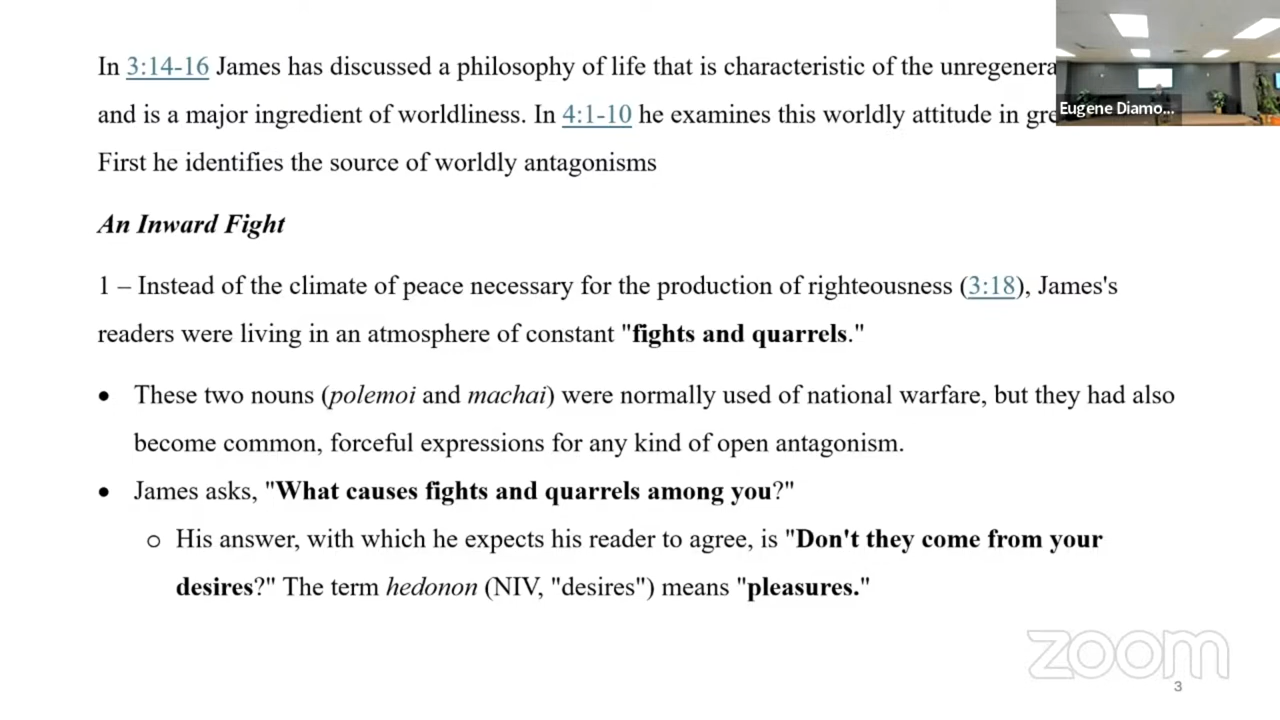 In 3:14-16 James has discussed a philosophy of life that is characteristic of the unregenera
and is a major ingredient of worldliness. In 4:1-10 he examines this worldly attitude in gre
First he identifies the source of worldly antagonisms
An Inward Fight
1 – Instead of the climate of peace necessary for the production of righteousness (3:18), James's
readers were living in an atmosphere of constant "fights and quarrels."
• These two nouns (polemoi and machai) were normally used of national warfare, but they had also
become common, forceful expressions for any kind of open antagonism.
• James asks, "What causes fights and quarrels among you?"
o His answer, with which he expects his reader to agree, is "Don't they come from your
desires?" The term hedonon (NIV, "desires") means "pleasures."
Eugene Diamo...
zoom
3